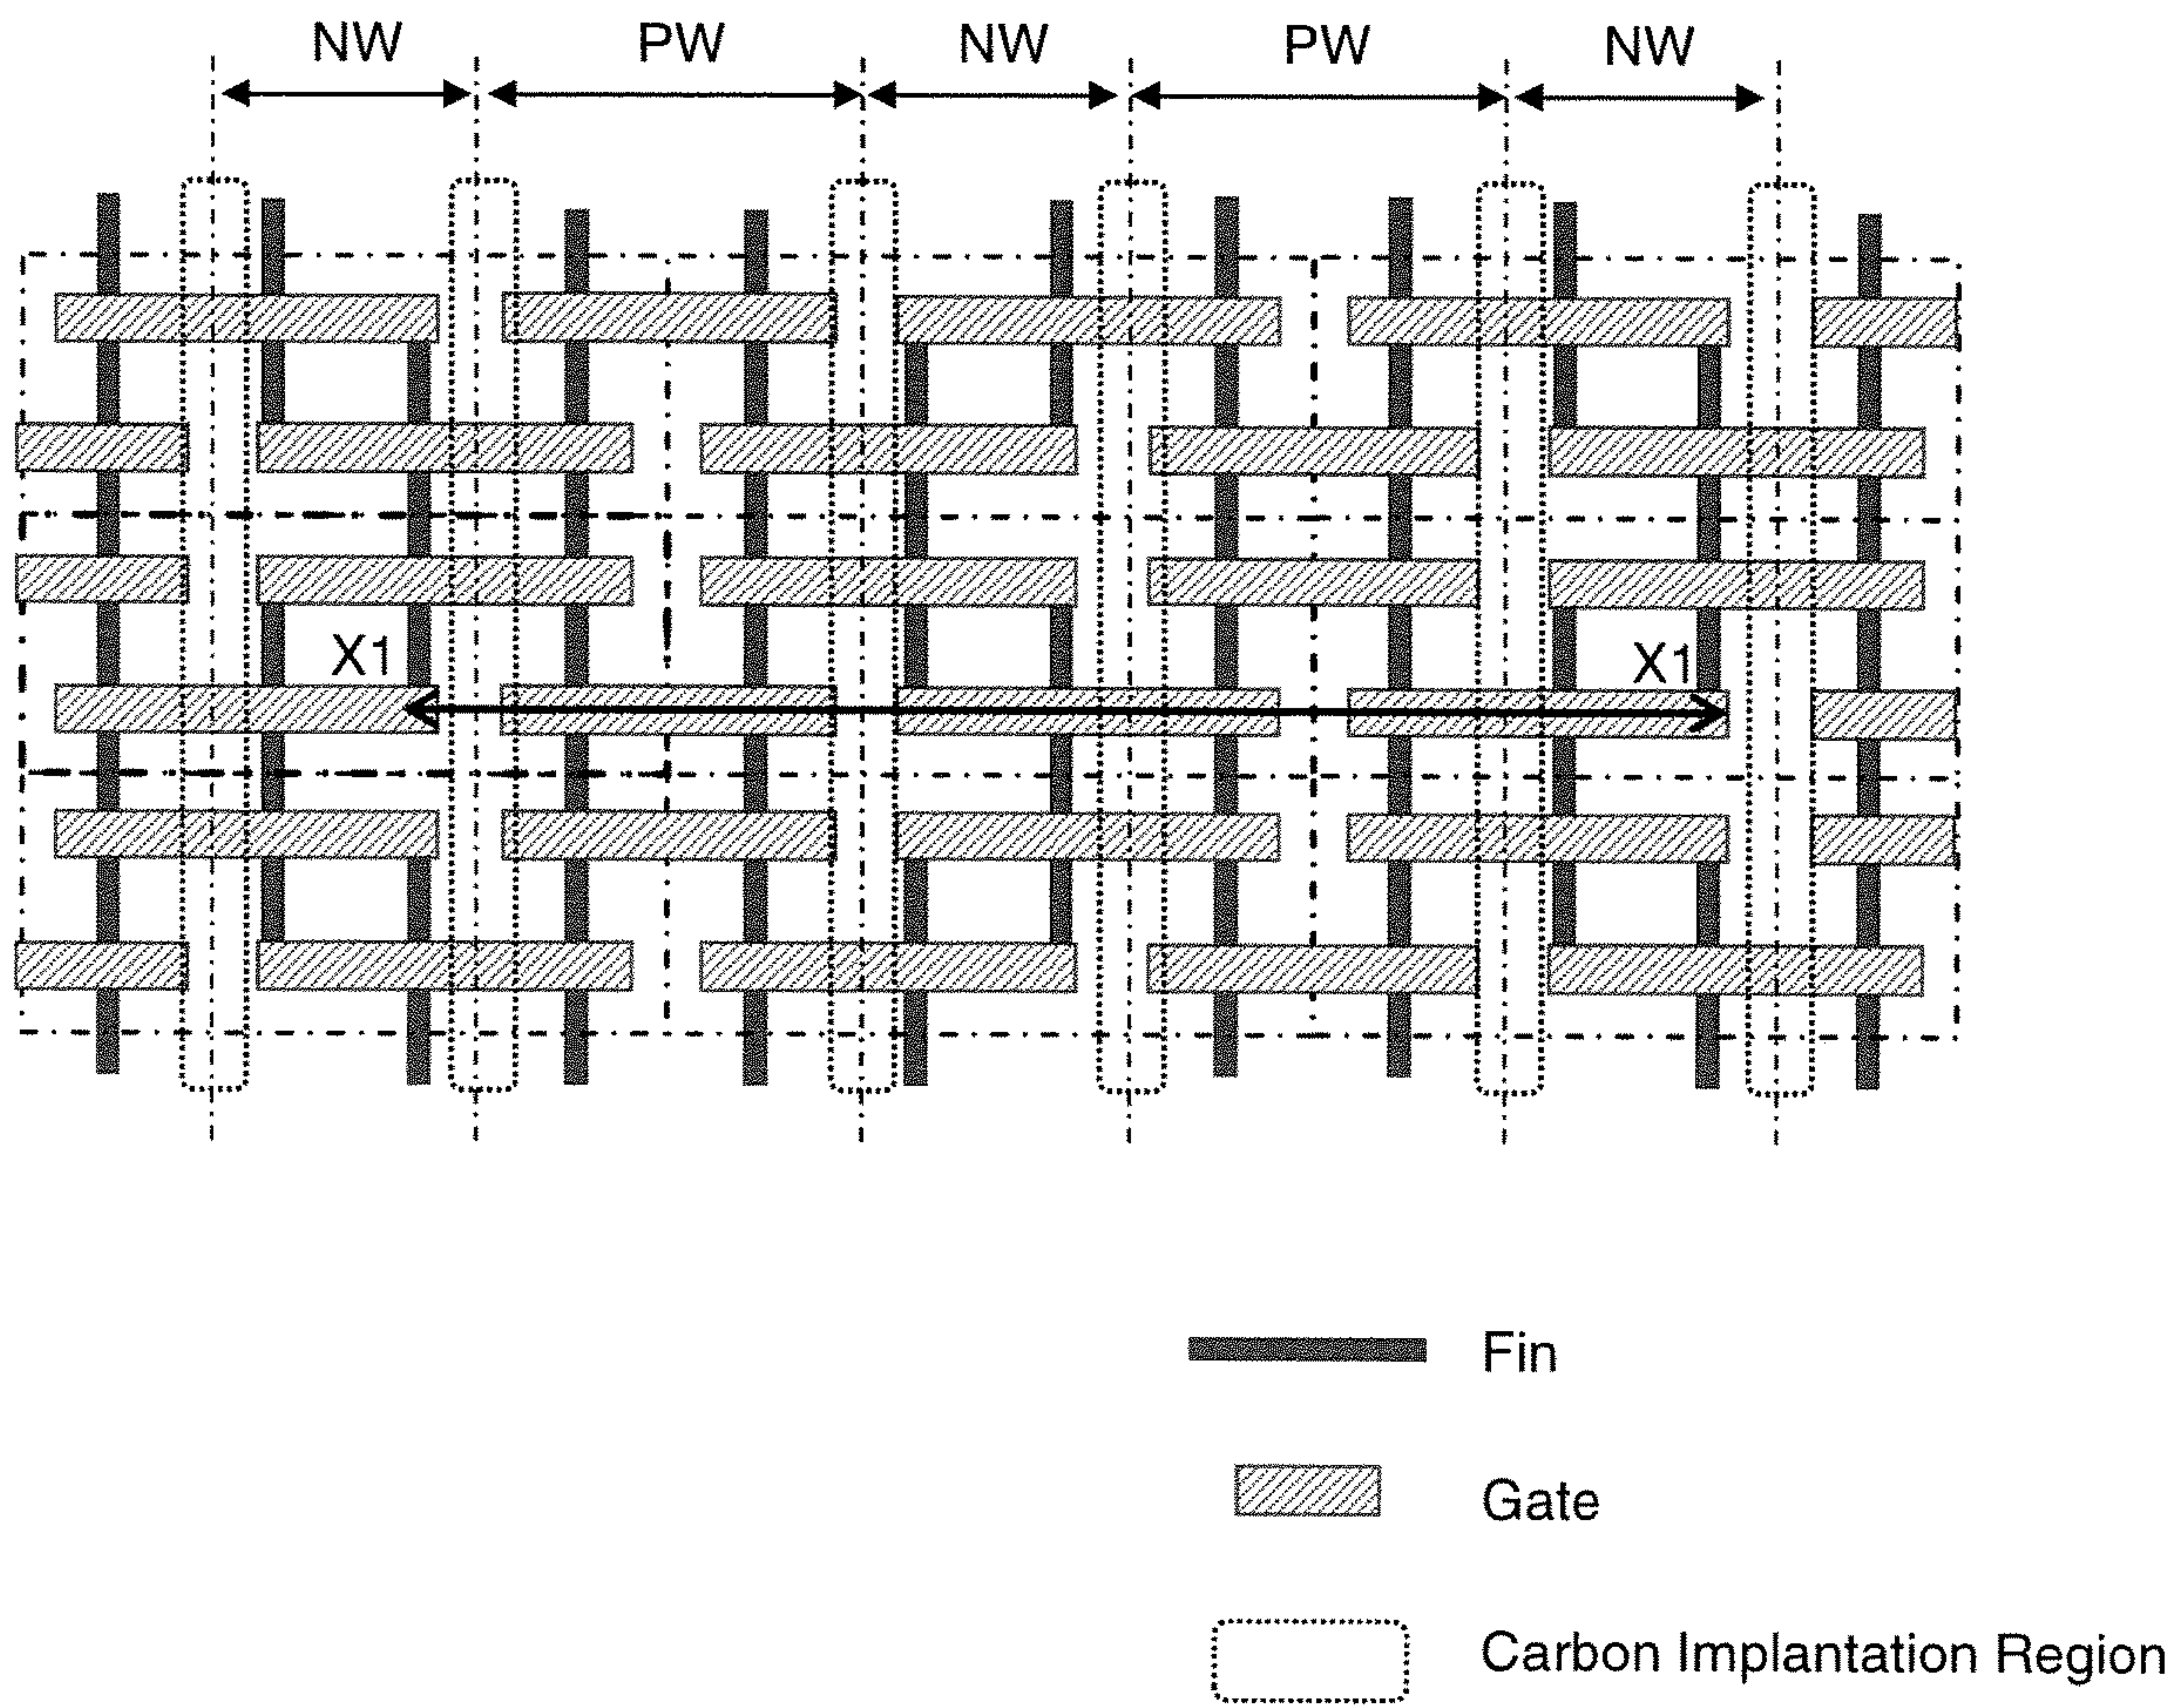 NW PW NW PW NW
X1 X1
Fin
Gate
Carbon Implantation Region